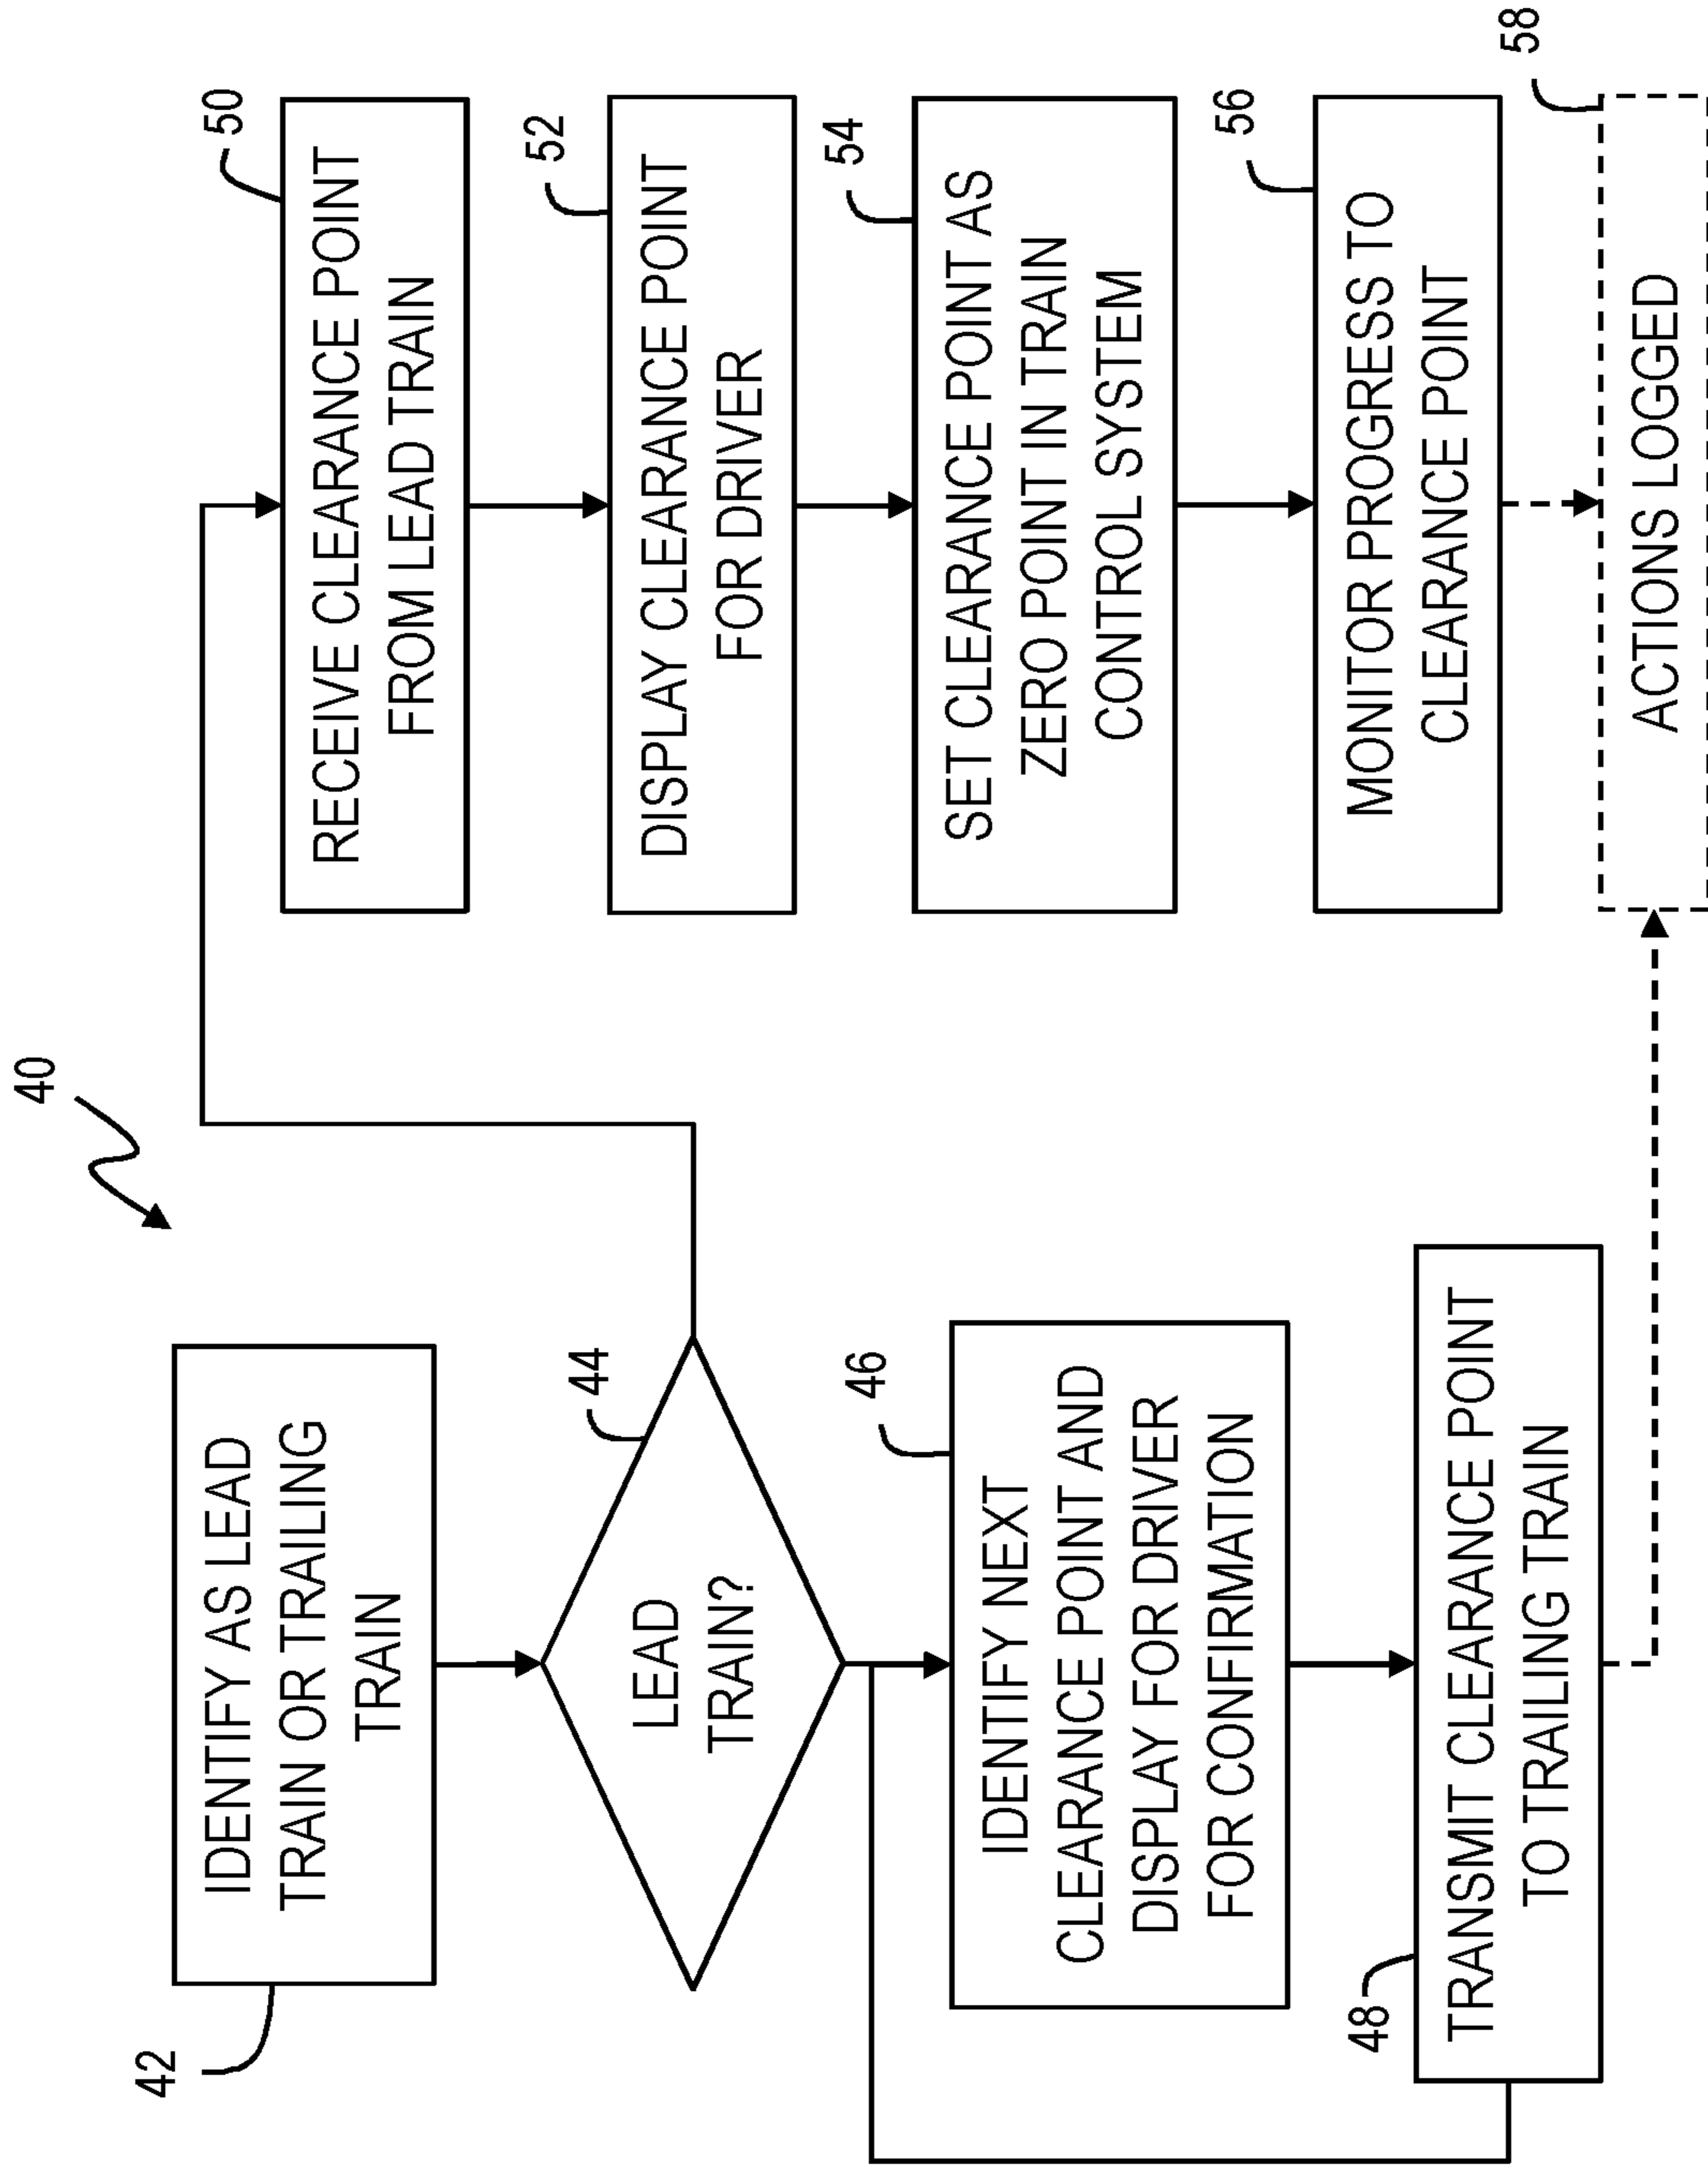 40
42
IDENTIFY AS LEAD
TRAIN OR TRAILING
TRAIN
44
LEAD
TRAIN?
46
IDENTIFY NEXT
CLEARANCE POINT AND
DISPLAY FOR DRIVER
FOR CONFIRMATION
48
TRANSMIT CLEARANCE POINT
TO TRAILING TRAIN
50
RECEIVE CLEARANCE POINT
FROM LEAD TRAIN
52
DISPLAY CLEARANCE POINT
FOR DRIVER
54
SET CLEARANCE POINT AS
ZERO POINT IN TRAIN
CONTROL SYSTEM
56
MONITOR PROGRESS TO
CLEARANCE POINT
58
ACTIONS LOGGED